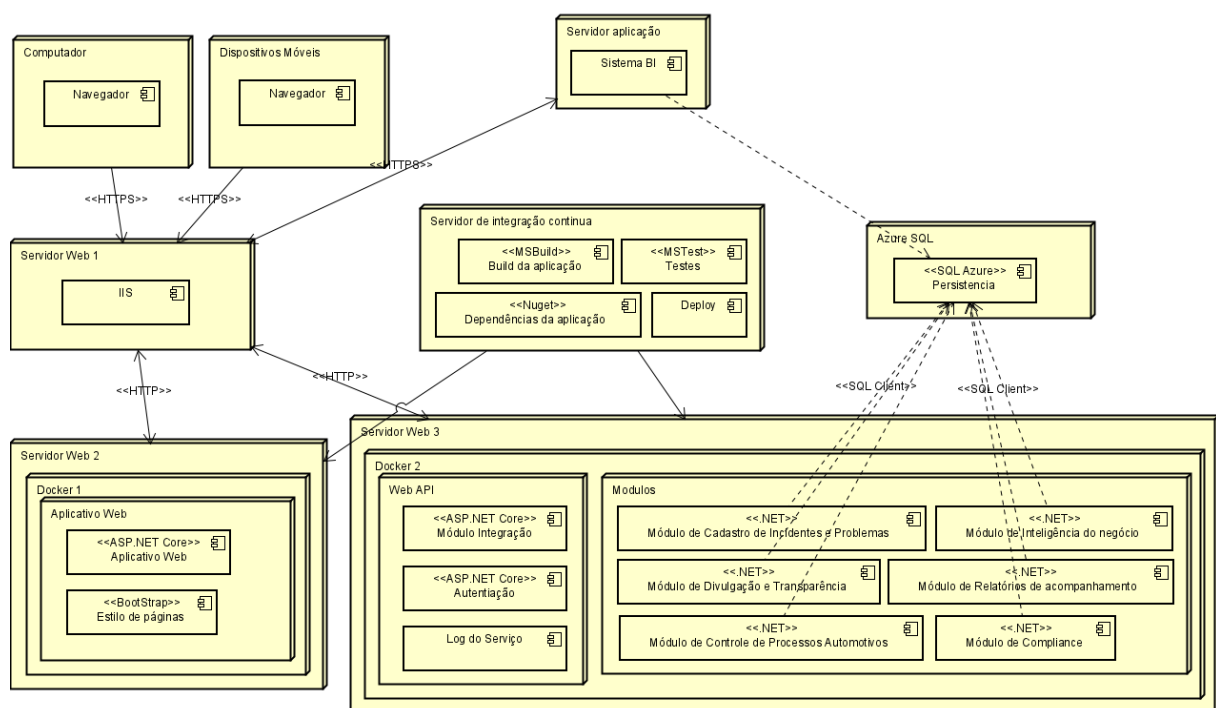 Computador
Navegador
Dispositivos Móveis
Navegador
Servidor aplicação
Sistema BI
<<HTTPS>>
<<HTTPS>>
<<HTTPS>>
Servidor Web 1
IIS
Servidor de integração continua
<<MSBuild>>
Build da aplicação
<<MSTest>>
Testes
<<Nuget>>
Dependências da aplicação
Deploy
Azure SQL
<<SQL Azure>>
Persistencia
<<HTTP>>
<<HTTP>>
<<SQL Client>>
<<SQL Client>>
Servidor Web 2
Docker 1
Aplicativo Web
<<ASP.NET Core>>
Aplicativo Web
<<BootStrap>>
Estilo de páginas
Servidor Web 3
Docker 2
Web API
<<ASP.NET Core>>
Módulo Integração
<<ASP.NET Core>>
Autentiação
Log do Serviço
Modulos
<<.NET>>
Módulo de Cadastro de Incidentes e Problemas
<<.NET>>
Módulo de Inteligência do negócio
<<.NET>>
Módulo de Divulgação e Transparência
<<.NET>>
Módulo de Relatórios de acompanhamento
<<.NET>>
Módulo de Controle de Processos Automotivos
<<.NET>>
Módulo de Compliance